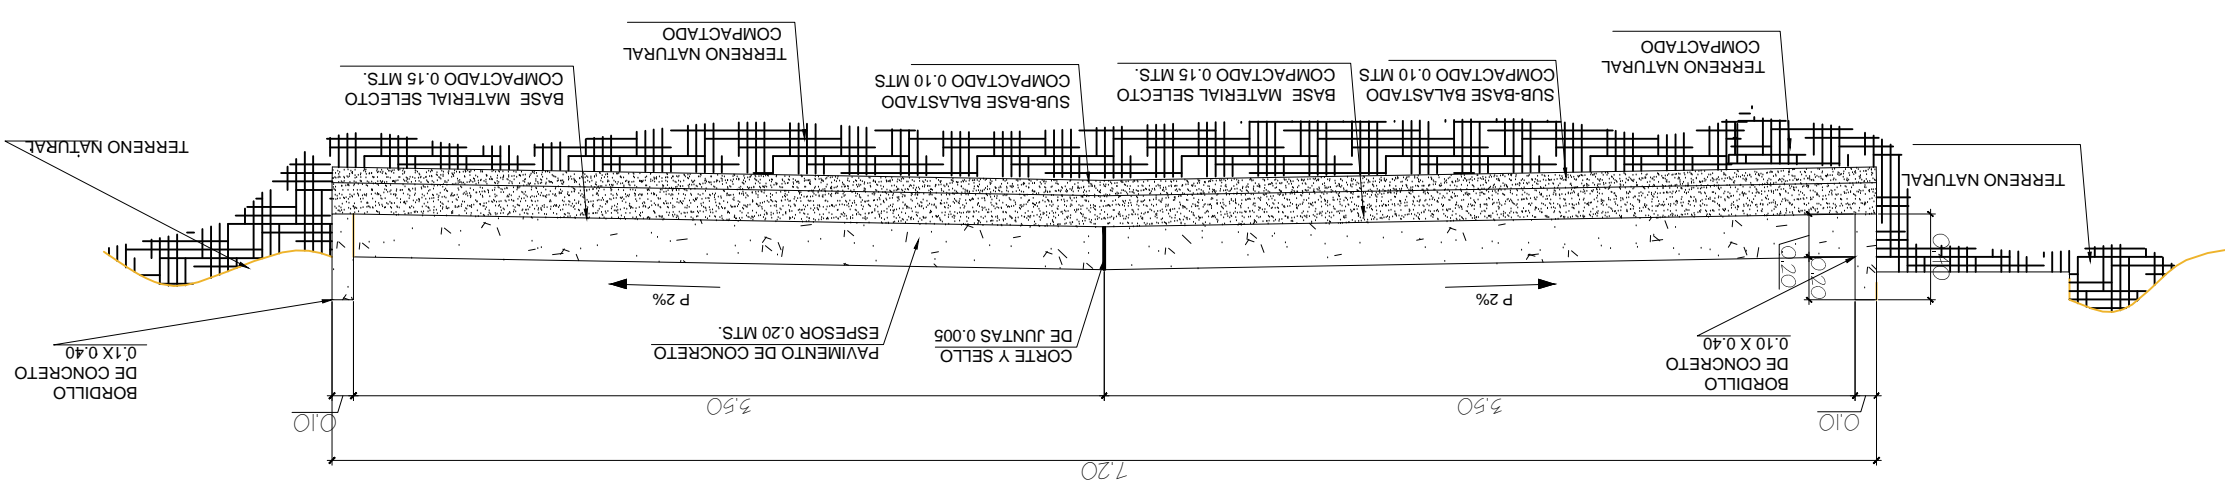 7.20
0.10
3.50
3.50
0.10
BORDILLO
DE CONCRETO
0.10 X 0.40
CORTE Y SELLO
DE JUNTAS 0.005
PAVIMENTO DE CONCRETO
ESPESOR 0.20 MTS.
BORDILLO
DE CONCRETO
0.1X 0.40
P 2%
P 2%
0.40
0.20
0.20
TERRENO NATURAL
TERRENO NATURAL
COMPACTADO
SUB-BASE BALASTADO
COMPACTADO 0.10 MTS
BASE MATERIAL SELECTO
COMPACTADO 0.15 MTS.
SUB-BASE BALASTADO
COMPACTADO 0.10 MTS
TERRENO NATURAL
COMPACTADO
BASE MATERIAL SELECTO
COMPACTADO 0.15 MTS.
TERRENO NATURAL